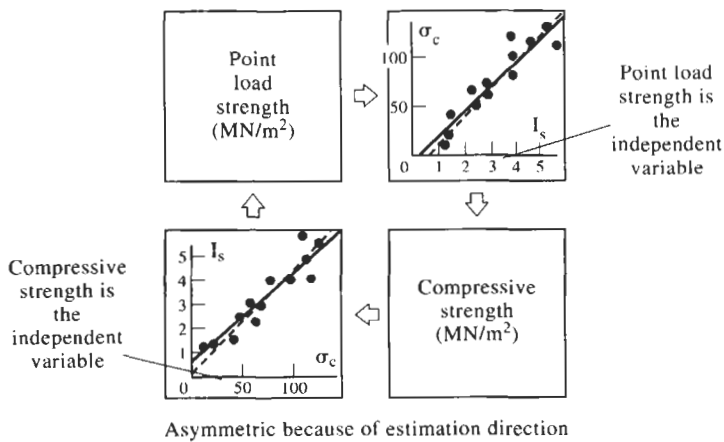 Point
load
strength
(MN/m²)
σc
100
50
Is
0 1 2 3 4 5
Point load
strength is
the
independent
variable
Compressive
strength is
the
independent
variable
Is
5
4
3
2
1
σc
0 50 100
Compressive
strength
(MN/m²)
Asymmetric because of estimation direction